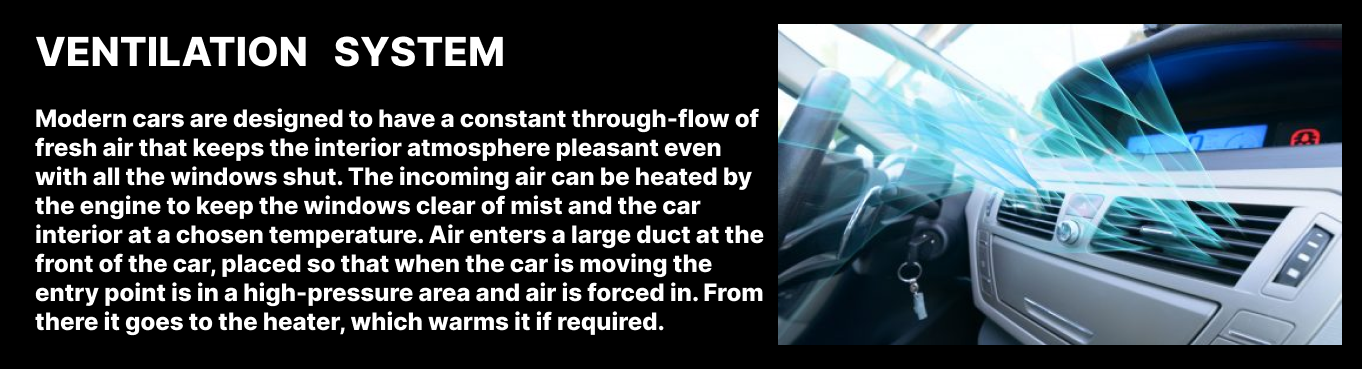 VENTILATION SYSTEM
Modern cars are designed to have a constant through-flow of
fresh air that keeps the interior atmosphere pleasant even
with all the windows shut. The incoming air can be heated by
the engine to keep the windows clear of mist and the car
interior at a chosen temperature. Air enters a large duct at the
front of the car, placed so that when the car is moving the
entry point is in a high-pressure area and air is forced in. From
there it goes to the heater, which warms it if required.